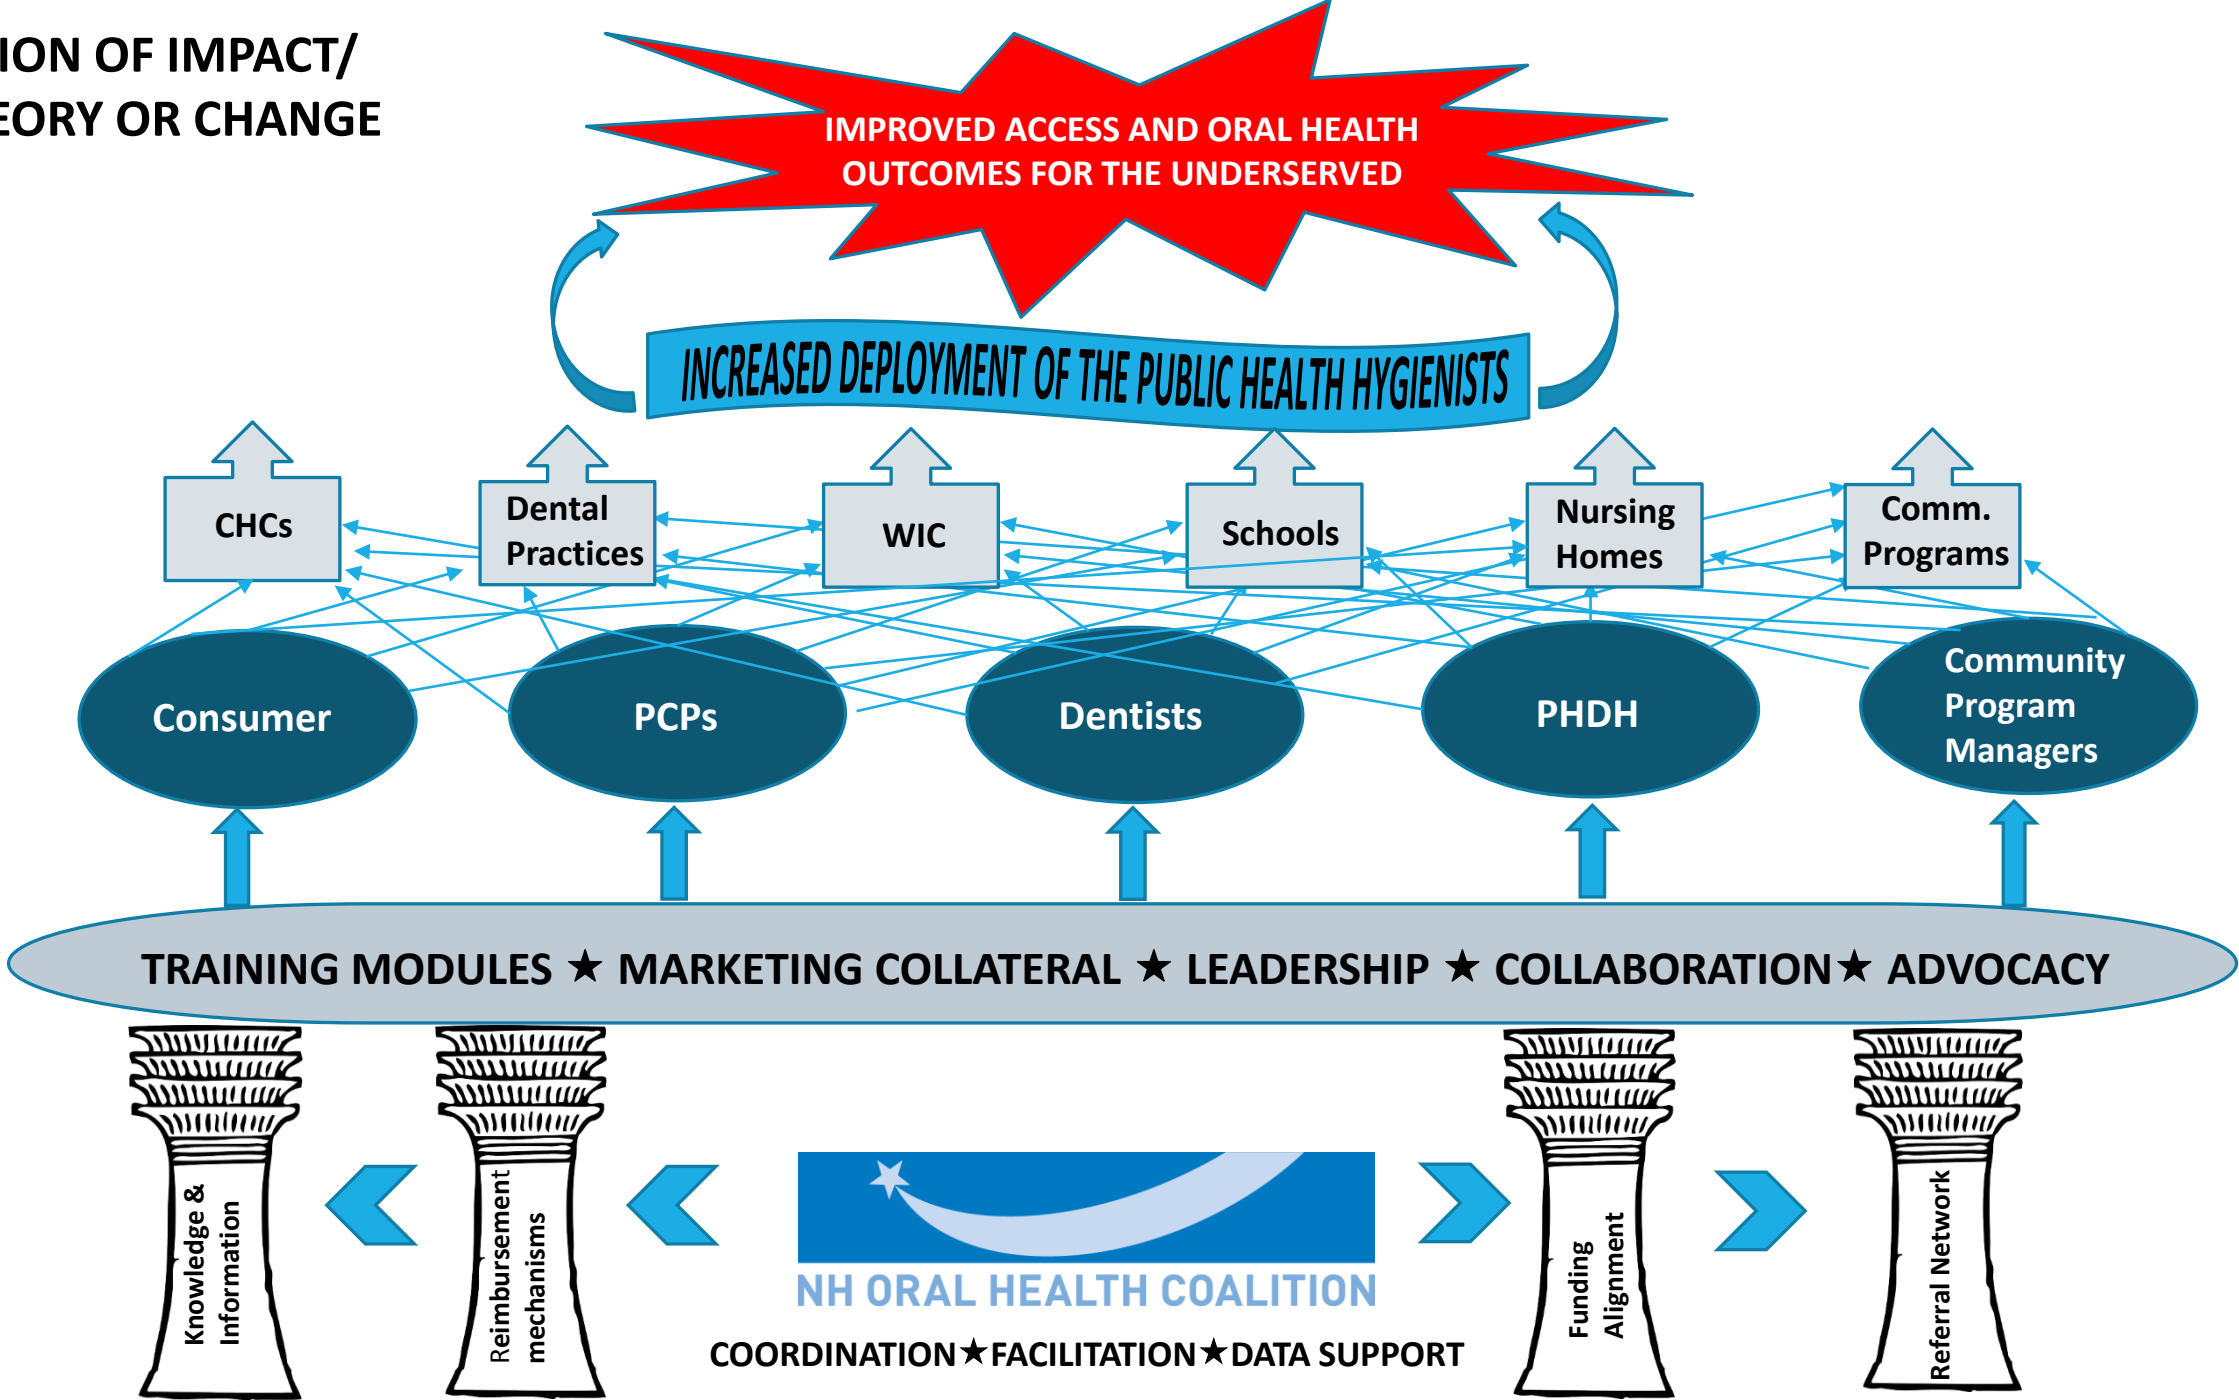 ION OF IMPACT/
EORY OR CHANGE
IMPROVED ACCESS AND ORAL HEALTH
OUTCOMES FOR THE UNDERSERVED
INCREASED DEPLOYMENT OF THE PUBLIC HEALTH HYGIENISTS
CHCs
Dental
Practices
WIC
Schools
Nursing
Homes
Comm.
Programs
Consumer
PCPs
Dentists
PHDH
Community
Program
Managers
TRAINING MODULES ★ MARKETING COLLATERAL ★ LEADERSHIP ★ COLLABORATION★ ADVOCACY
Knowledge &
Information
Reimbursement
mechanisms
NH ORAL HEALTH COALITION
COORDINATION★FACILITATION★DATA SUPPORT
Funding
Alignment
Referral Network